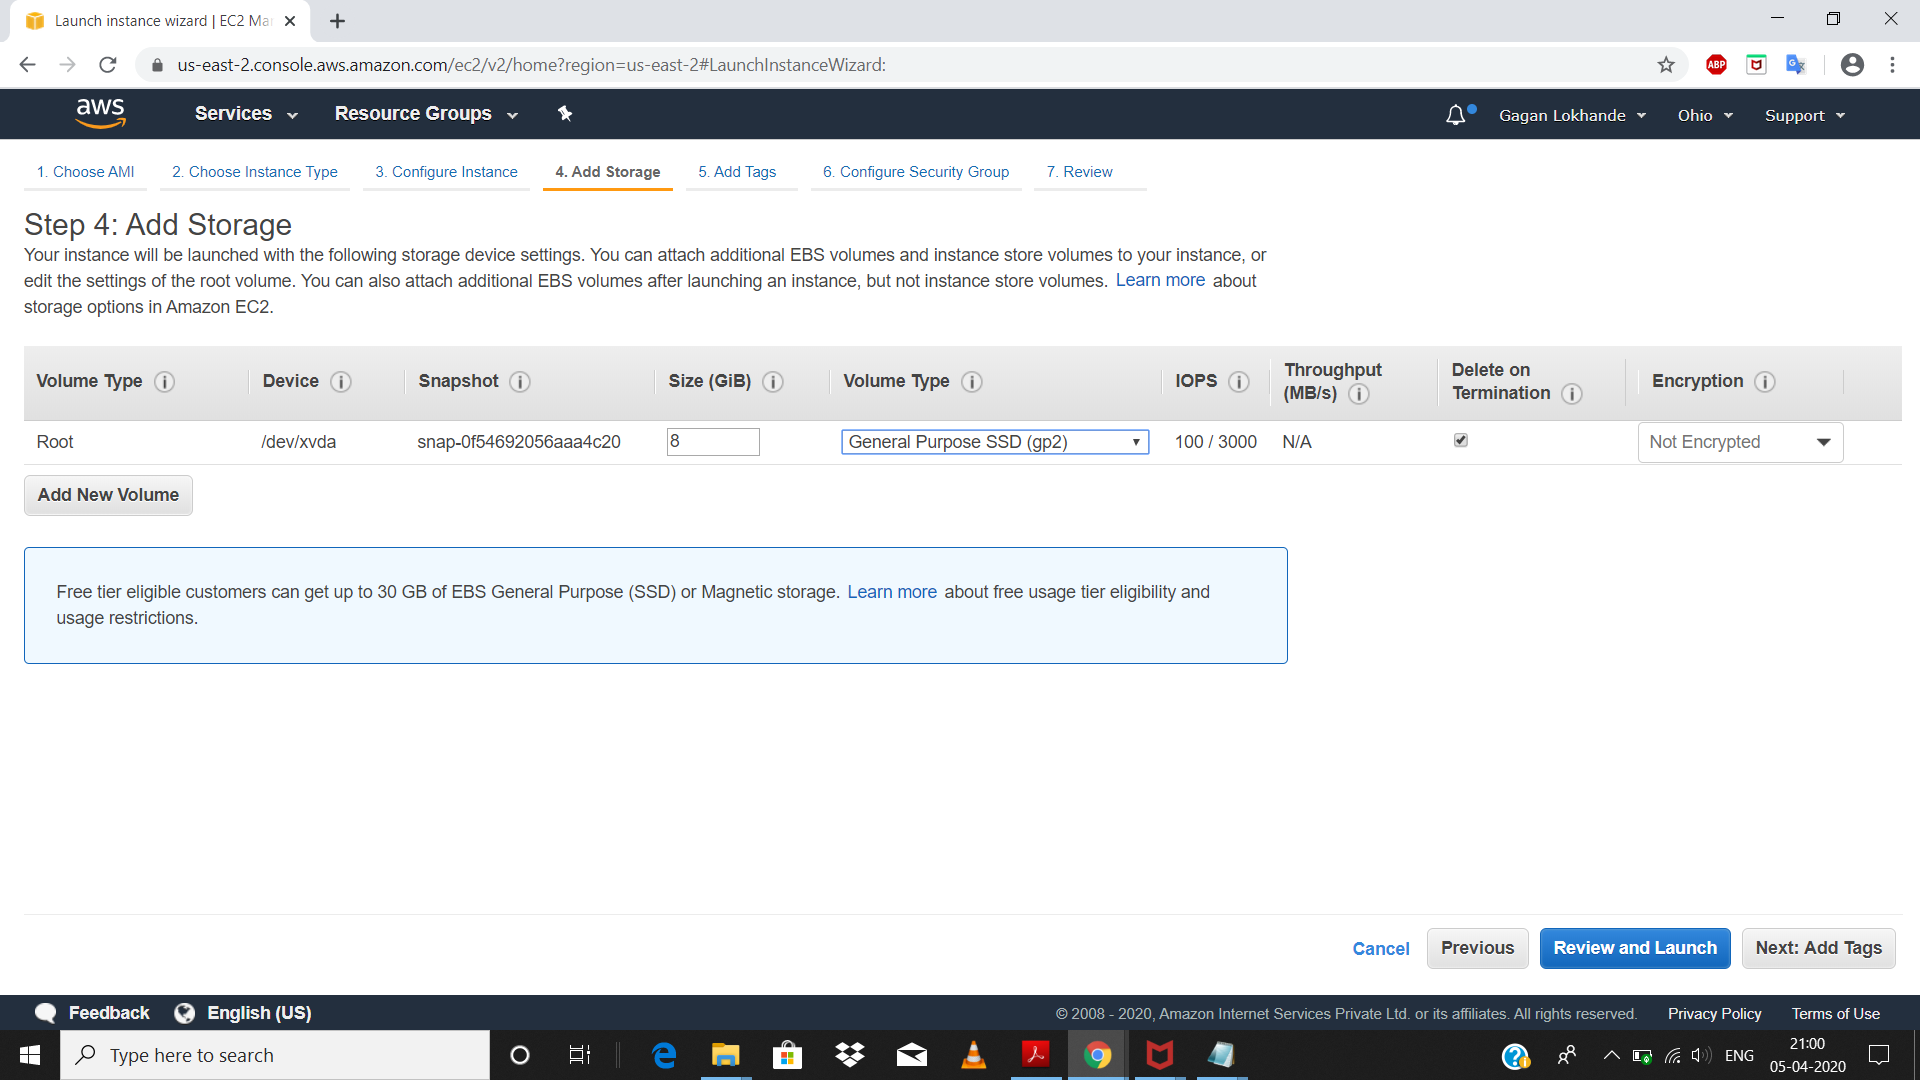 Launch instance wizard | EC2 Mar
us-east-2.console.aws.amazon.com/ec2/v2/home?region=us-east-2#LaunchInstanceWizard:
ABP
aws
Services
Resource Groups
Gagan Lokhande
Ohio
Support
1. Choose AMI
2. Choose Instance Type
3. Configure Instance
4. Add Storage
5. Add Tags
6. Configure Security Group
7. Review
Step 4: Add Storage
Your instance will be launched with the following storage device settings. You can attach additional EBS volumes and instance store volumes to your instance, or
edit the settings of the root volume. You can also attach additional EBS volumes after launching an instance, but not instance store volumes. Learn more about
storage options in Amazon EC2.
Volume Type i
Device i
Snapshot i
Size (GiB) i
Volume Type i
IOPS i
Throughput
(MB/s) i
Delete on
Termination i
Encryption i
Root
/dev/xvda
snap-0f54692056aaa4c20
8
General Purpose SSD (gp2)
100 / 3000
N/A
Not Encrypted
Add New Volume
Free tier eligible customers can get up to 30 GB of EBS General Purpose (SSD) or Magnetic storage. Learn more about free usage tier eligibility and
usage restrictions.
Cancel
Previous
Review and Launch
Next: Add Tags
Feedback
English (US)
© 2008 - 2020, Amazon Internet Services Private Ltd. or its affiliates. All rights reserved.
Privacy Policy
Terms of Use
Type here to search
ENG
21:00
05-04-2020